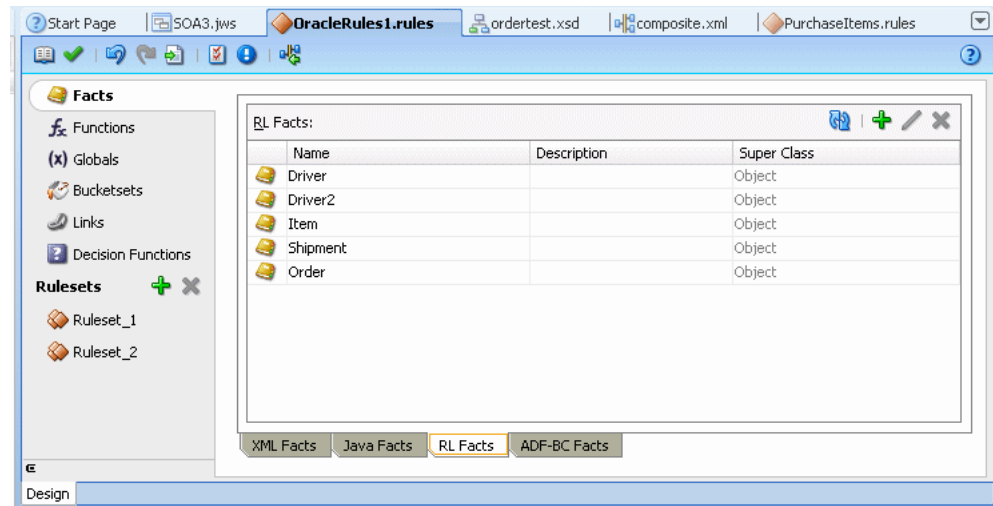 Start Page SOA3.jws OracleRules1.rules ordertest.xsd composite.xml PurchaseItems.rules
Facts
Functions
(x) Globals
Bucketsets
Links
Decision Functions
Rulesets
Ruleset_1
Ruleset_2
RL Facts:
Name Description Super Class
Driver Object
Driver2 Object
Item Object
Shipment Object
Order Object
XML Facts Java Facts RL Facts ADF-BC Facts
Design